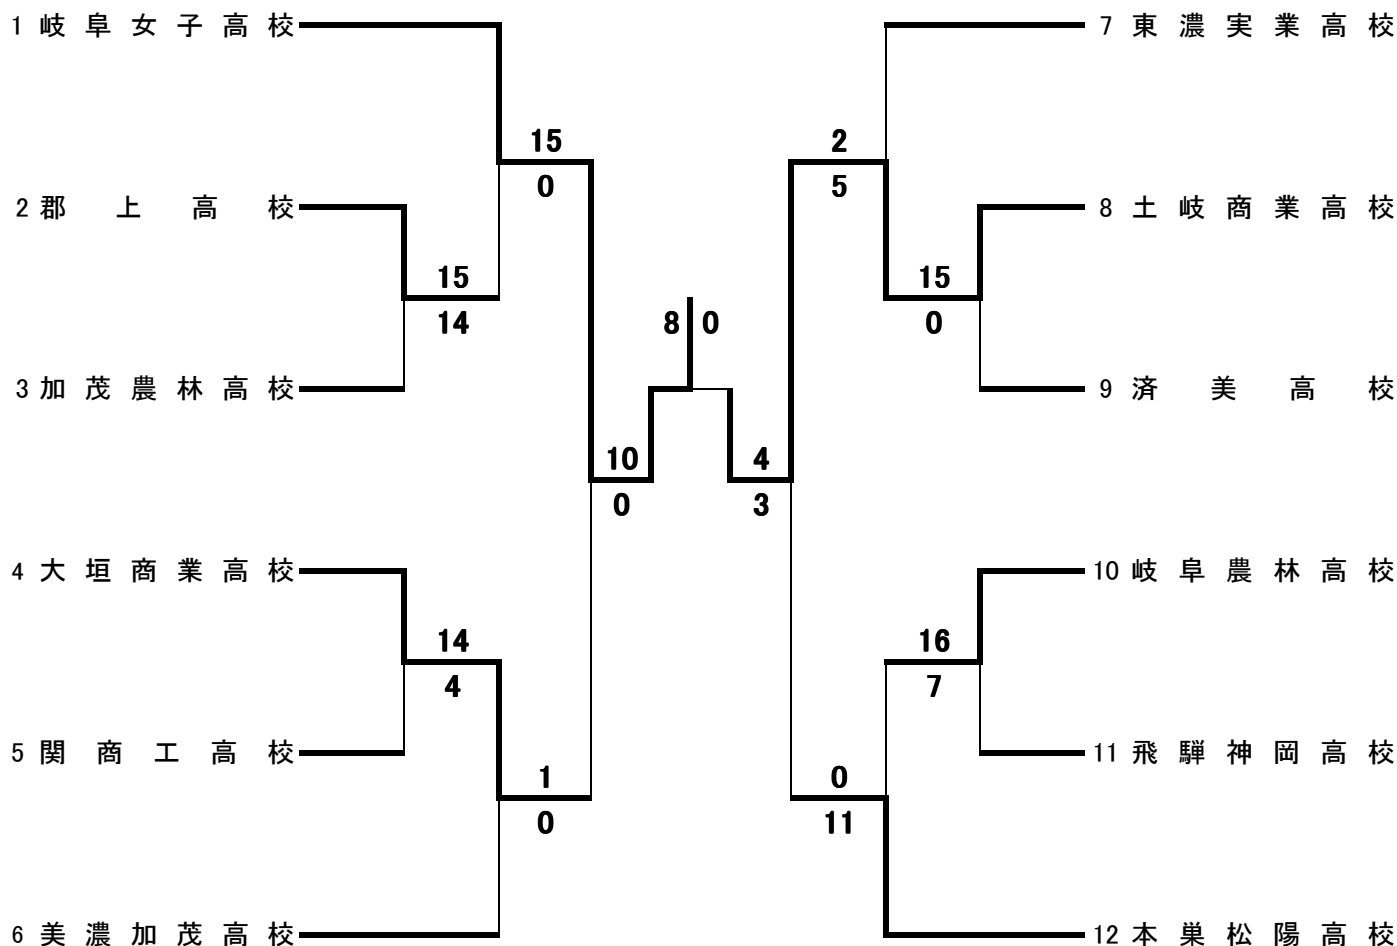 1 岐阜女子高校
7 東濃実業高校
15
2
0
5
2 郡上高校
8 土岐商業高校
15
15
14
8 0
0
3 加茂農林高校
9 済美高校
10
4
0
3
4 大垣商業高校
10 岐阜農林高校
14
16
4
7
5 関商工高校
11 飛騨神岡高校
1
0
0
11
6 美濃加茂高校
12 本巣松陽高校